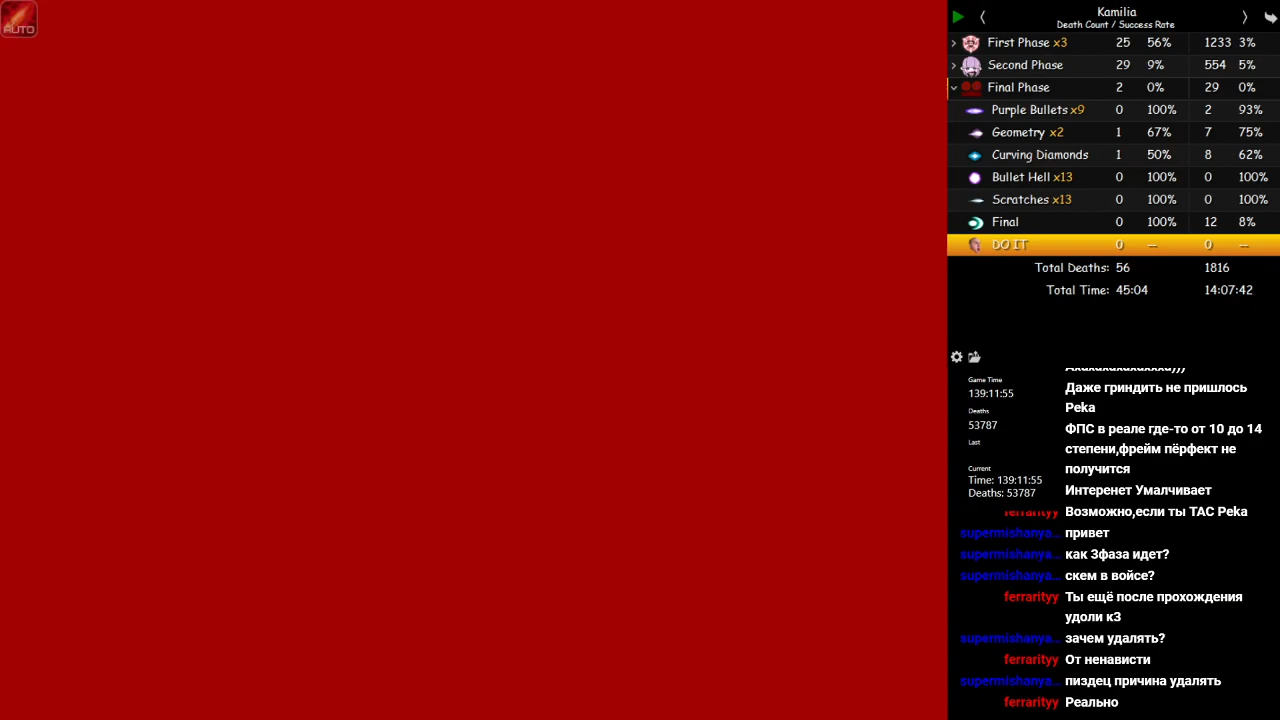 AUTO
Kamilia
Death Count / Success Rate
First Phase x3 25 56% 1233 3%
Second Phase 29 9% 554 5%
Final Phase 2 0% 29 0%
Purple Bullets x9 0 100% 2 93%
Geometry x2 1 67% 7 75%
Curving Diamonds 1 50% 8 62%
Bullet Hell x13 0 100% 0 100%
Scratches x13 0 100% 0 100%
Final 0 100% 12 8%
DO IT 0 – 0 –
Total Deaths: 56 1816
Total Time: 45:04 14:07:42
Game Time
139:11:55
Deaths
53787
Last
Current
Time: 139:11:55
Deaths: 53787
Даже гриндить не пришлось
Peka
ФПС в реале где-то от 10 до 14
степени,фрейм пёрфект не
получится
Интеренет Умалчивает
ferrarityy Возможно,если ты ТАС Peka
supermishanya... привет
supermishanya... как 3фаза идет?
supermishanya... скем в войсе?
ferrarityy Ты ещё после прохождения
удоли к3
supermishanya... зачем удалять?
ferrarityy От ненависти
supermishanya... пиздец причина удалять
ferrarityy Реально